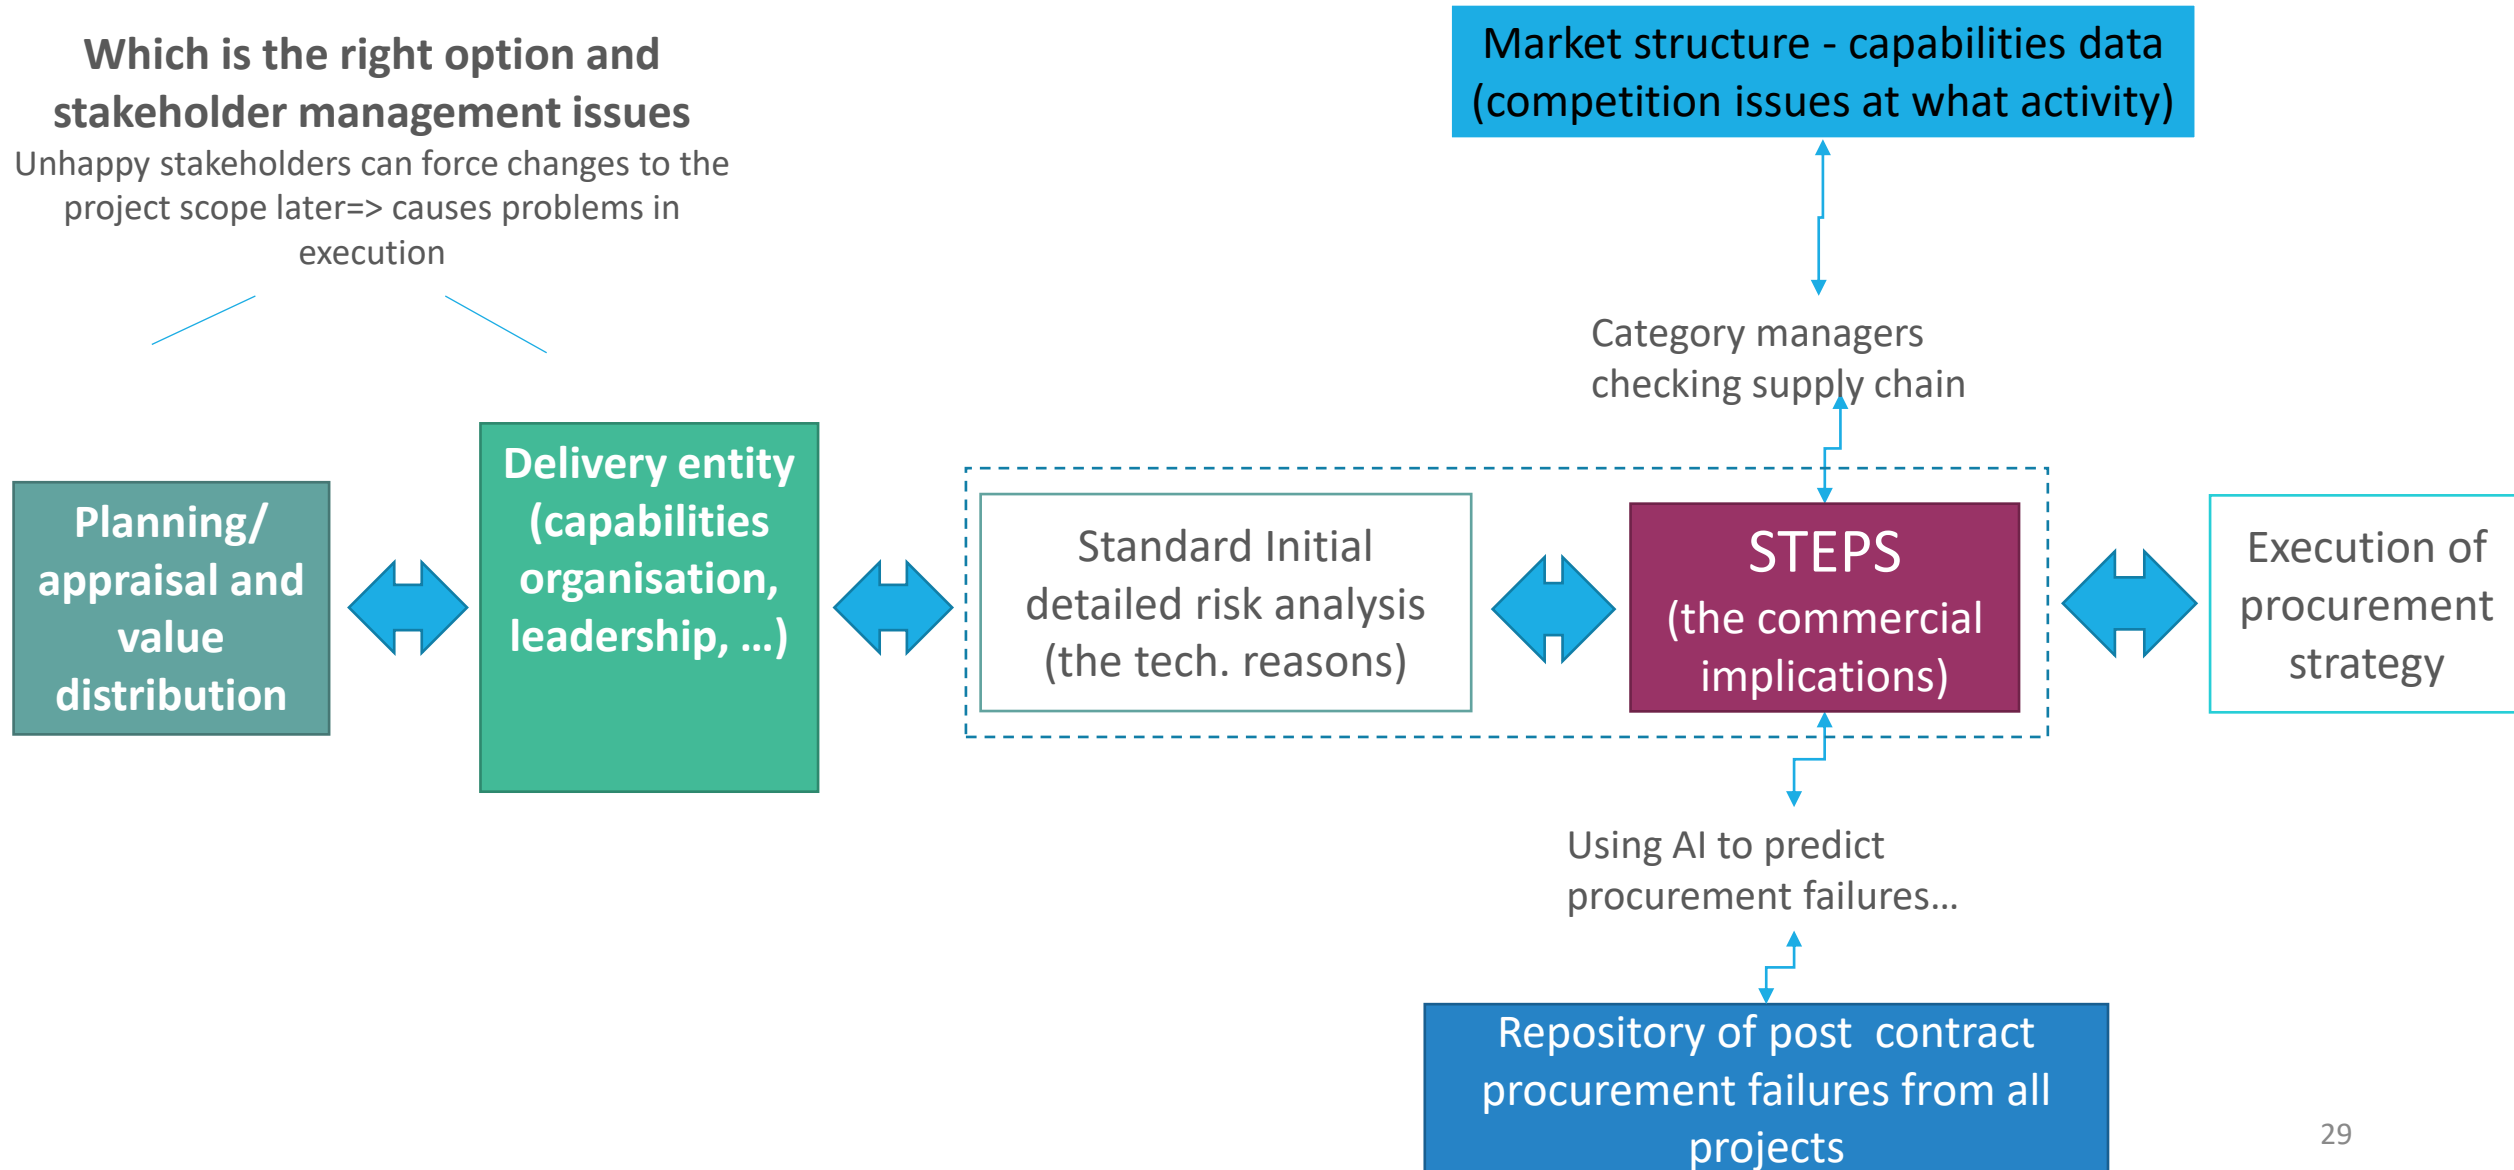 Which is the right option and
stakeholder management issues
Unhappy stakeholders can force changes to the
project scope later=> causes problems in
execution
Market structure - capabilities data
(competition issues at what activity)
Category managers
checking supply chain
Planning/
appraisal and
value
distribution
Delivery entity
(capabilities
organisation,
leadership, …)
Standard Initial
detailed risk analysis
(the tech. reasons)
STEPS
(the commercial
implications)
Execution of
procurement
strategy
Using AI to predict
procurement failures…
Repository of post  contract
procurement failures from all
projects
29